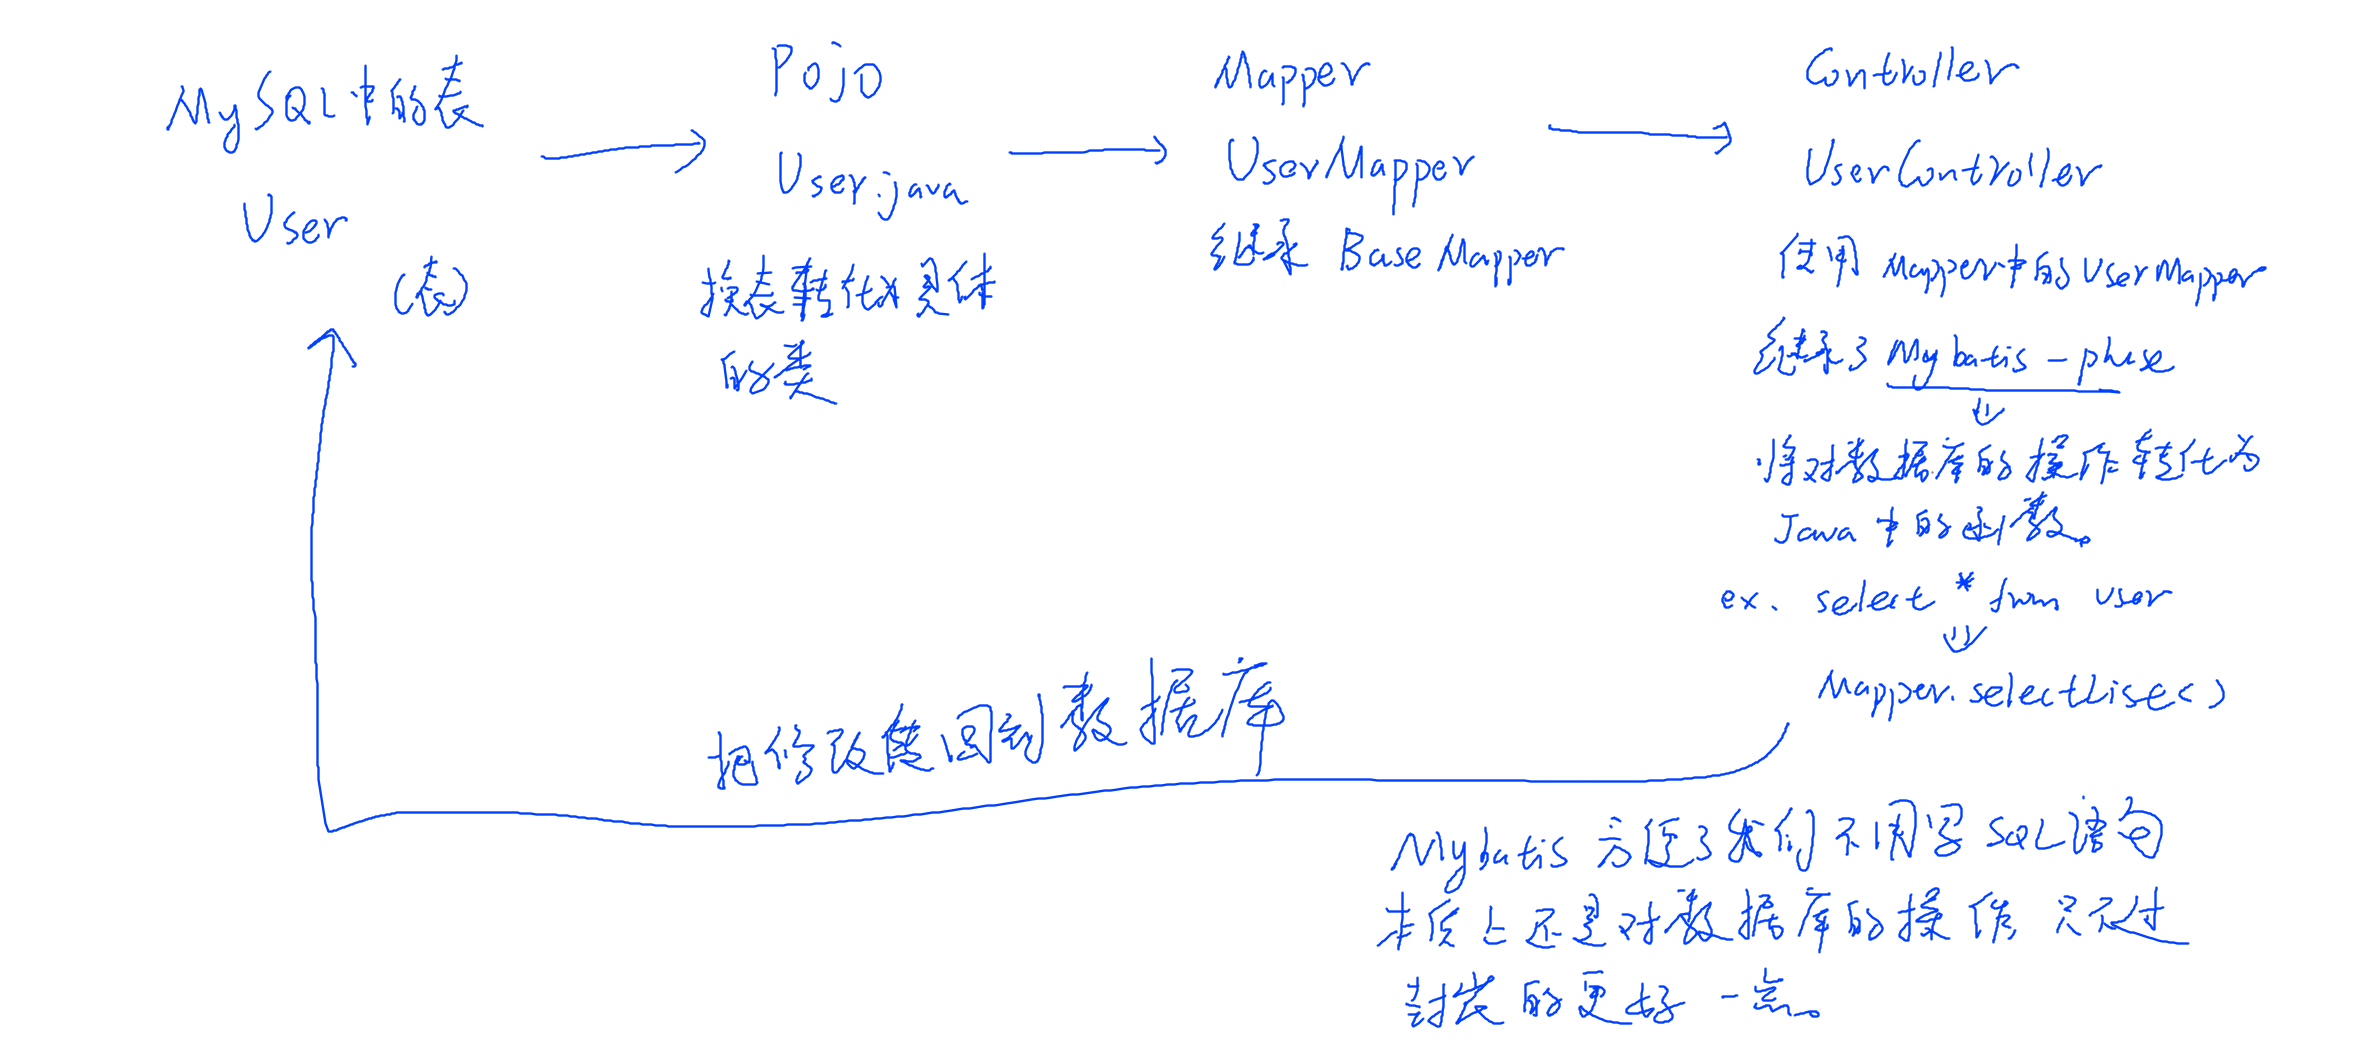 MySQL中的表
User
(表)
Pojo
User.java
换表转化为具体
的类
Mapper
UserMapper
继承 BaseMapper
Controller
UserController
使用 Mapper中的UserMapper
继承了 Mybatis-
将对数据库的操作转化为
Java中的函数。
ex. select * from user
Mapper.selectList()
把修改传回到数据库
Mybatis 方便了我们不用写SQL语句
本质上还是对数据库的操作,只不过
封装的更好一点。